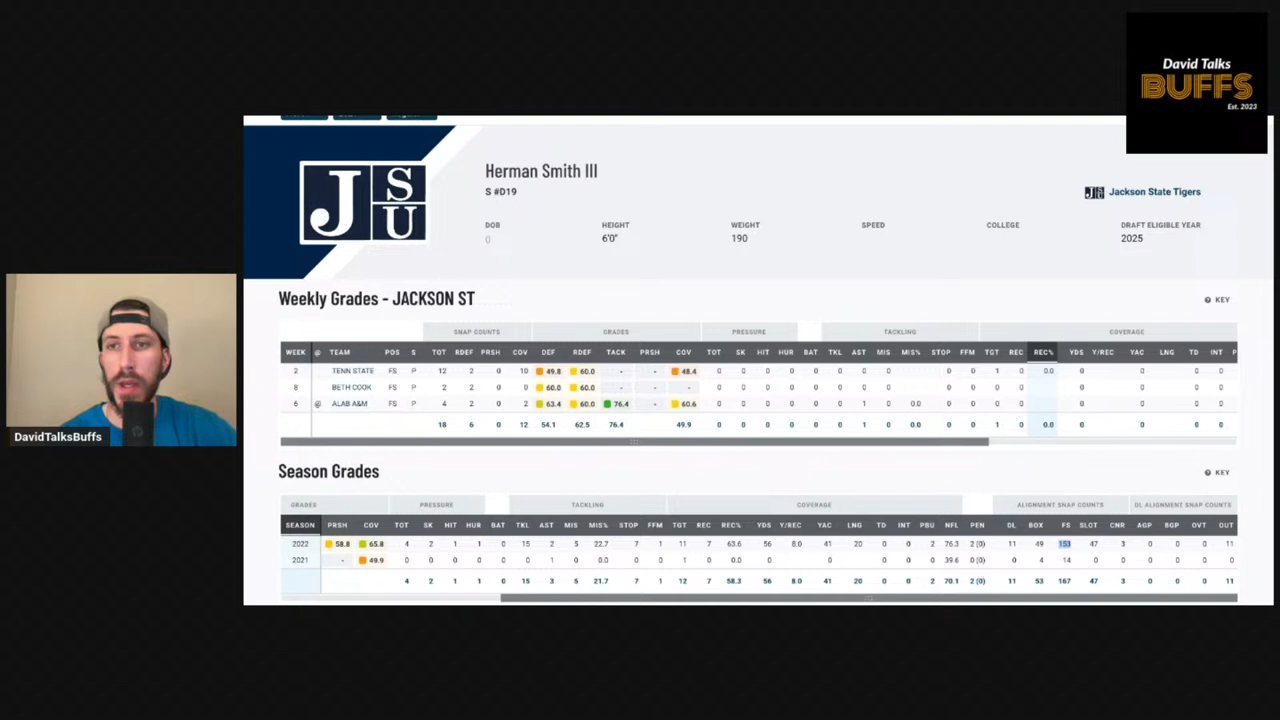 David Talks
BUFFS
Est. 2023
J S U
Herman Smith III
S #D19
JSU Jackson State Tigers
DOB HEIGHT WEIGHT SPEED COLLEGE DRAFT ELIGIBLE YEAR
() 6'0" 190 2025
Weekly Grades - JACKSON ST
KEY
SNAP COUNTS GRADES PRESSURE TACKLING COVERAGE
WEEK @ TEAM POS S TOT RDEF PRSH COV DEF RDEF TACK PRSH COV TOT SK HIT HUR BAT TKL AST MIS MIS% STOP FFM TGT REC REC% YDS Y/REC YAC LNG TD INT P
2 TENN STATE FS P 12 2 0 10 49.8 60.0 - - 48.4 0 0 0 0 0 0 0 0 0 0 1 0 0.0 0 0 0 0 0
8 BETH COOK FS P 2 2 0 0 60.0 60.0 - - - 0 0 0 0 0 0 0 0 0 0 0 0 0 0 0 0 0
6 @ ALAB A&M FS P 4 2 0 2 63.4 60.0 76.4 - 60.6 0 0 0 0 0 0 1 0 0.0 0 0 0 0 0 0 0 0 0
18 6 0 12 54.1 62.5 76.4 49.9 0 0 0 0 0 0 1 0 0.0 0 0 1 0 0.0 0 0 0 0 0
Season Grades
KEY
GRADES PRESSURE TACKLING COVERAGE ALIGNMENT SNAP COUNTS DL ALIGNMENT SNAP COUNTS
SEASON PRSH COV TOT SK HIT HUR BAT TKL AST MIS MIS% STOP FFM TGT REC REC% YDS Y/REC YAC LNG TD INT PBU NFL PEN DL BOX FS SLOT CNR AGP BGP OVT OUT
2022 58.8 65.8 4 2 1 1 0 15 2 5 22.7 7 1 11 7 63.6 56 8.0 41 20 0 0 2 76.3 2 (0) 11 49 153 47 3 0 0 0 11
2021 - 49.9 0 0 0 0 0 0 1 0 0.0 0 0 1 0 0.0 0 0 0 0 0 39.6 0 (0) 0 4 14 0 0 0 0 0 0
4 2 1 1 0 15 3 5 21.7 7 1 12 7 58.3 56 8.0 41 20 0 0 2 70.1 2 (0) 11 53 167 47 3 0 0 0 11
DavidTalksBuffs